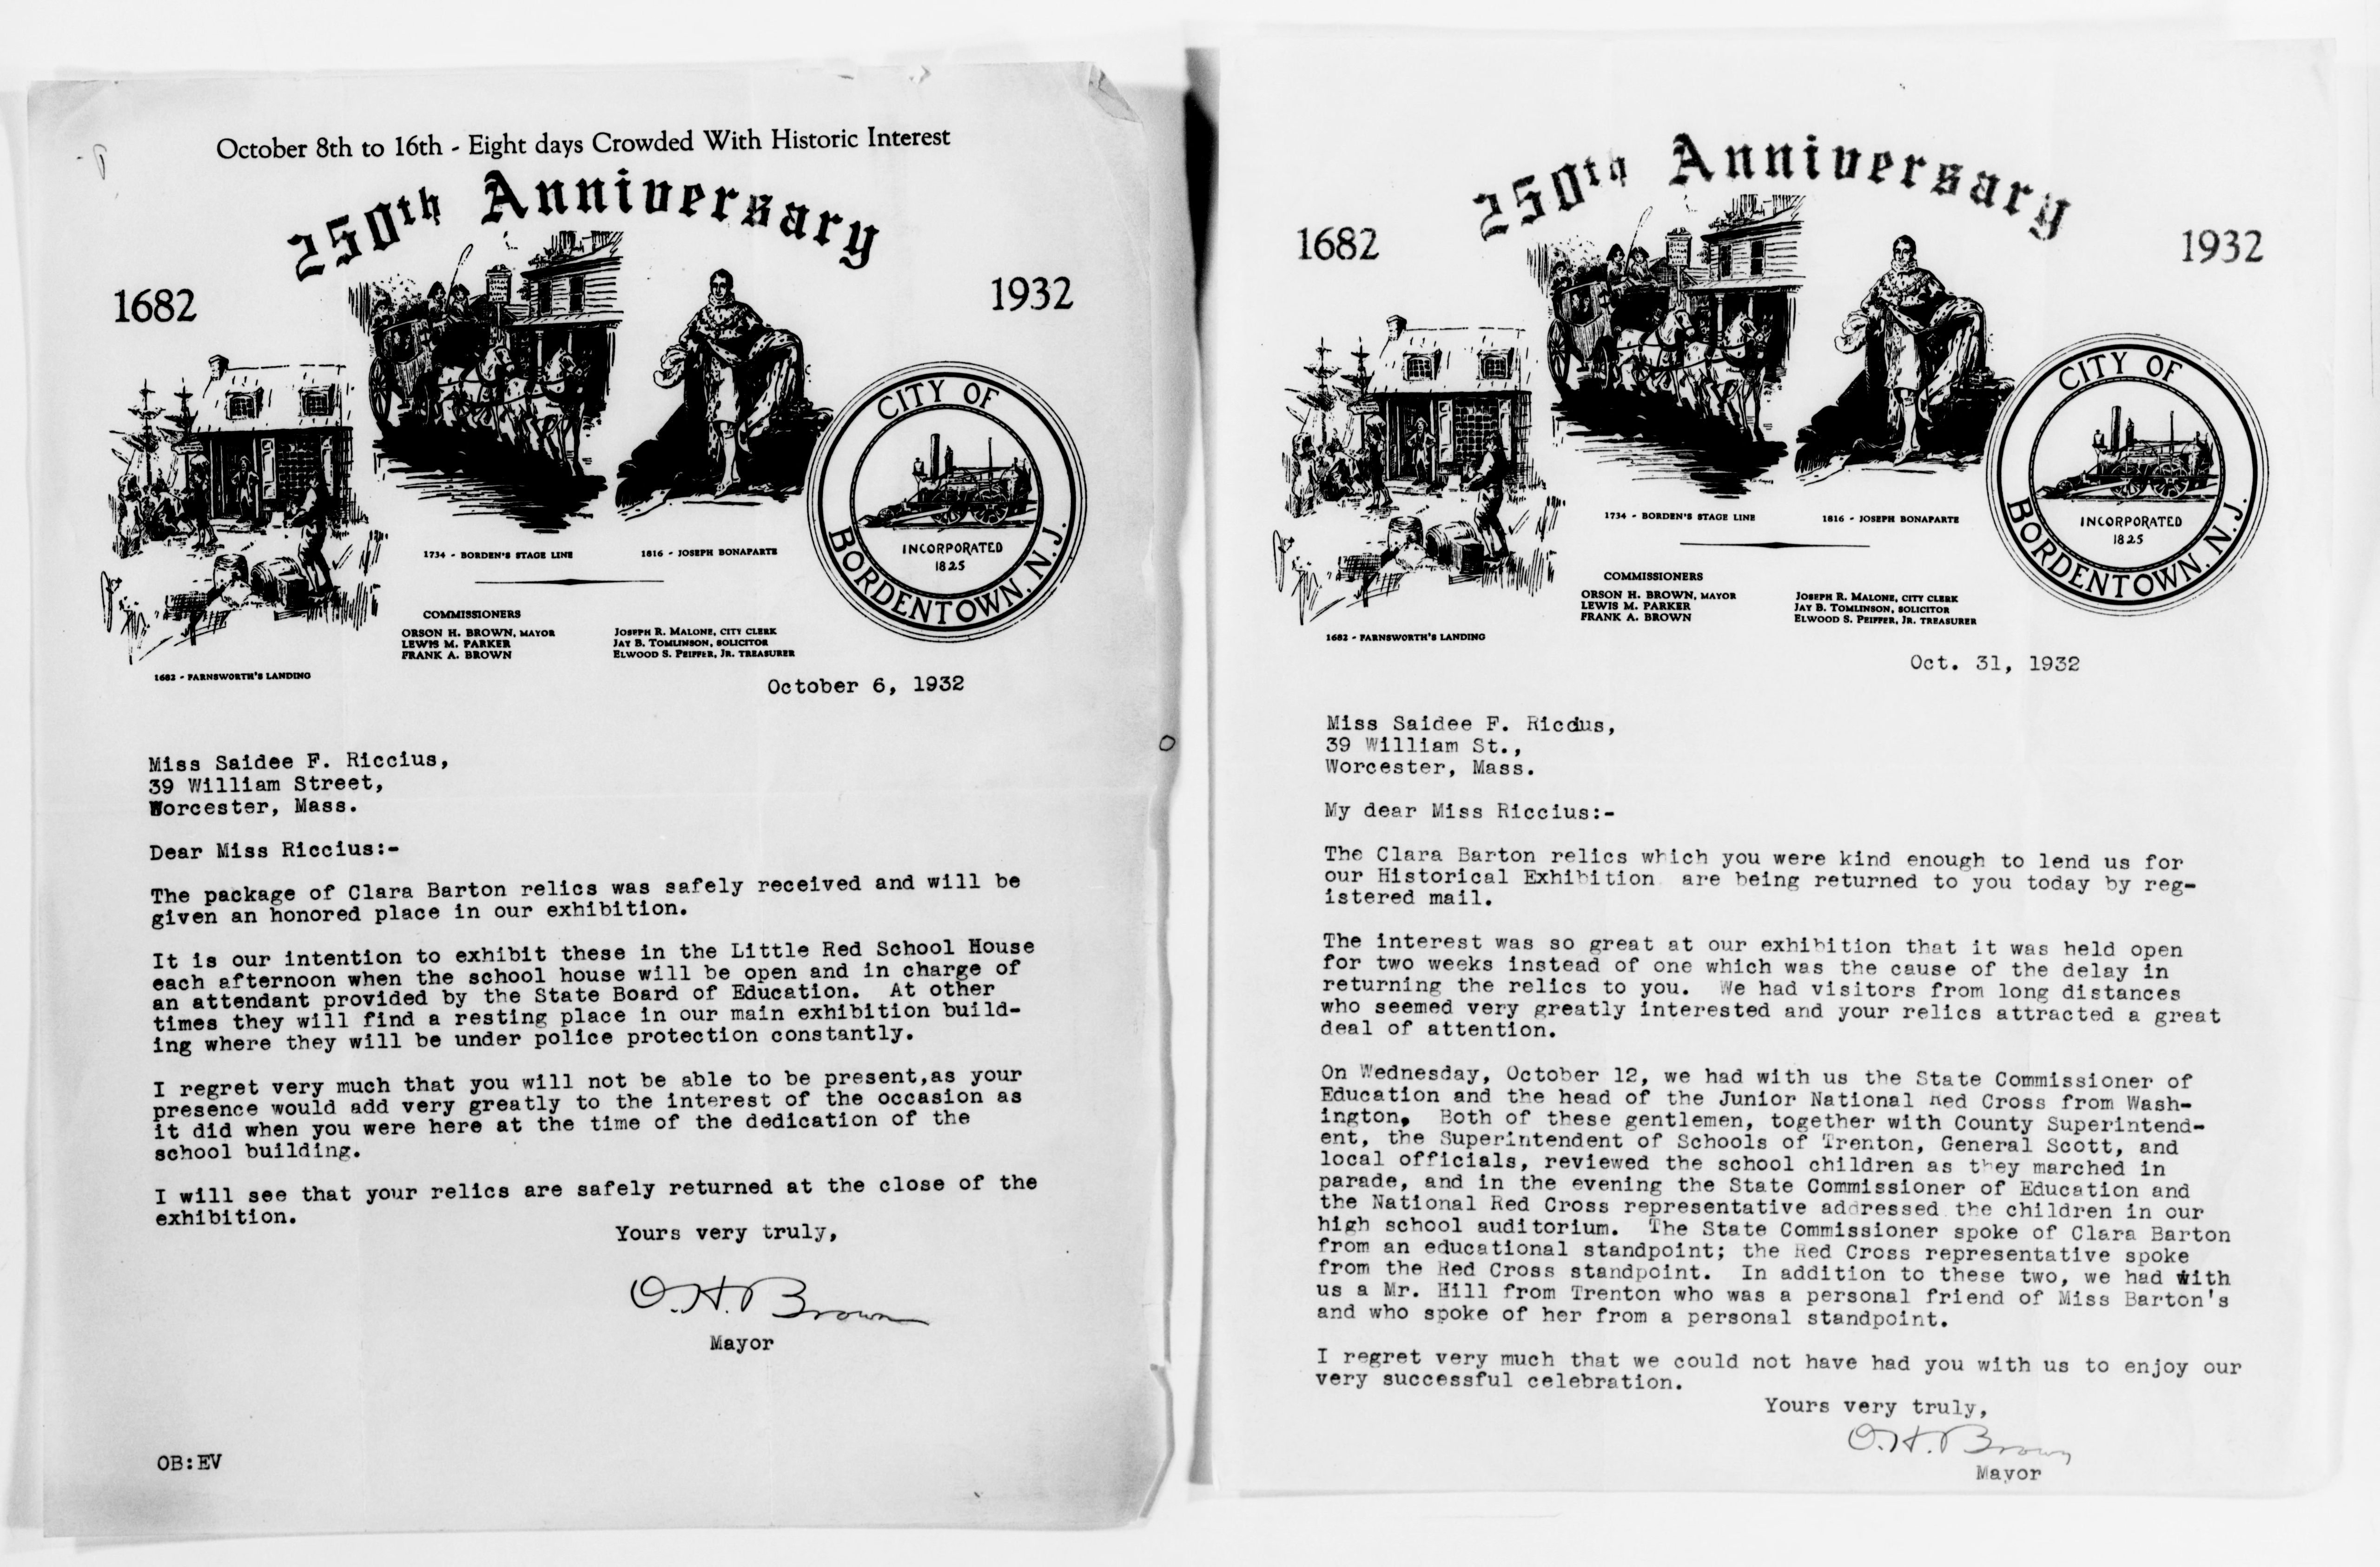 October 8th to 16th - Eight days Crowded With Historic Interest
250th Anniversary
1682
1932
1734 - BORDEN'S STAGE LINE
1816 - JOSEPH BONAPARTE
CITY OF
BORDENTOWN, N.J.
INCORPORATED
1825
COMMISSIONERS
ORSON H. BROWN, MAYOR
LEWIS M. PARKER
FRANK A. BROWN
JOSEPH R. MALONE, CITY CLERK
JAY B. TOMLINSON, SOLICITOR
ELWOOD S. PEIFFER, JR. TREASURER
1682 - FARNSWORTH'S LANDING
October 6, 1932
Miss Saidee F. Riccius,
39 William Street,
Worcester, Mass.
Dear Miss Riccius:-
The package of Clara Barton relics was safely received and will be
given an honored place in our exhibition.
It is our intention to exhibit these in the Little Red School House
each afternoon when the school house will be open and in charge of
an attendant provided by the State Board of Education. At other
times they will find a resting place in our main exhibition build-
ing where they will be under police protection constantly.
I regret very much that you will not be able to be present,as your
presence would add very greatly to the interest of the occasion as
it did when you were here at the time of the dedication of the
school building.
I will see that your relics are safely returned at the close of the
exhibition.
Yours very truly,
O. H. Brown
Mayor
OB:EV
250th Anniversary
1682
1932
1734 - BORDEN'S STAGE LINE
1816 - JOSEPH BONAPARTE
CITY OF
BORDENTOWN, N.J.
INCORPORATED
1825
COMMISSIONERS
ORSON H. BROWN, MAYOR
LEWIS M. PARKER
FRANK A. BROWN
JOSEPH R. MALONE, CITY CLERK
JAY B. TOMLINSON, SOLICITOR
ELWOOD S. PEIFFER, JR. TREASURER
1682 - FARNSWORTH'S LANDING
Oct. 31, 1932
Miss Saidee F. Riccius,
39 William St.,
Worcester, Mass.
My dear Miss Riccius:-
The Clara Barton relics which you were kind enough to lend us for
our Historical Exhibition are being returned to you today by reg-
istered mail.
The interest was so great at our exhibition that it was held open
for two weeks instead of one which was the cause of the delay in
returning the relics to you. We had visitors from long distances
who seemed very greatly interested and your relics attracted a great
deal of attention.
On Wednesday, October 12, we had with us the State Commissioner of
Education and the head of the Junior National Red Cross from Wash-
ington. Both of these gentlemen, together with County Superintend-
ent, the Superintendent of Schools of Trenton, General Scott, and
local officials, reviewed the school children as they marched in
parade, and in the evening the State Commissioner of Education and
the National Red Cross representative addressed the children in our
high school auditorium. The State Commissioner spoke of Clara Barton
from an educational standpoint; the Red Cross representative spoke
from the Red Cross standpoint. In addition to these two, we had with
us a Mr. Hill from Trenton who was a personal friend of Miss Barton's
and who spoke of her from a personal standpoint.
I regret very much that we could not have had you with us to enjoy our
very successful celebration.
Yours very truly,
O. H. Brown
Mayor